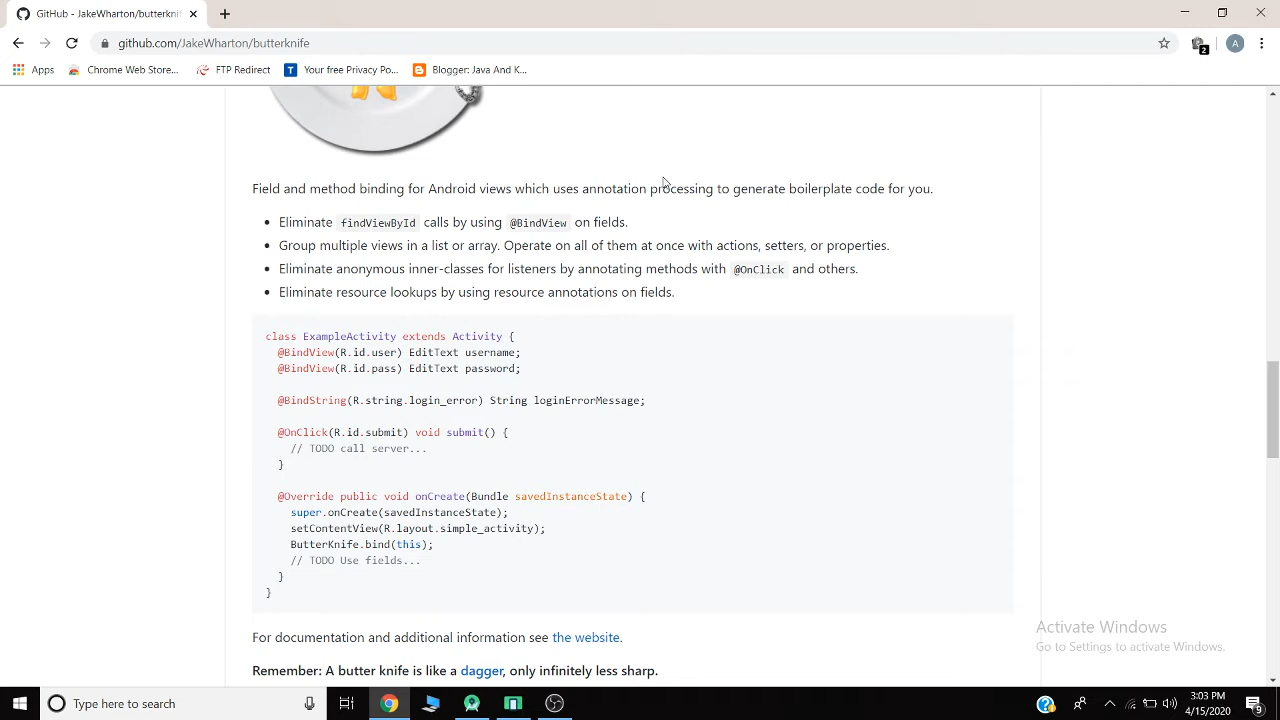 GitHub - JakeWharton/butterknif
github.com/JakeWharton/butterknife
2
A
Apps
Chrome Web Store...
FTP Redirect
T
Your free Privacy Po...
Blogger: Java And K...
Field and method binding for Android views which uses annotation processing to generate boilerplate code for you.
Eliminate findViewById calls by using @BindView on fields.
Group multiple views in a list or array. Operate on all of them at once with actions, setters, or properties.
Eliminate anonymous inner-classes for listeners by annotating methods with @OnClick and others.
Eliminate resource lookups by using resource annotations on fields.
class ExampleActivity extends Activity {
@BindView(R.id.user) EditText username;
@BindView(R.id.pass) EditText password;
@BindString(R.string.login_error) String loginErrorMessage;
@OnClick(R.id.submit) void submit() {
// TODO call server...
}
@Override public void onCreate(Bundle savedInstanceState) {
super.onCreate(savedInstanceState);
setContentView(R.layout.simple_activity);
ButterKnife.bind(this);
// TODO Use fields...
}
}
For documentation and additional information see the website.
Remember: A butter knife is like a dagger, only infinitely less sharp.
Activate Windows
Go to Settings to activate Windows.
Type here to search
3:03 PM
4/15/2020
9